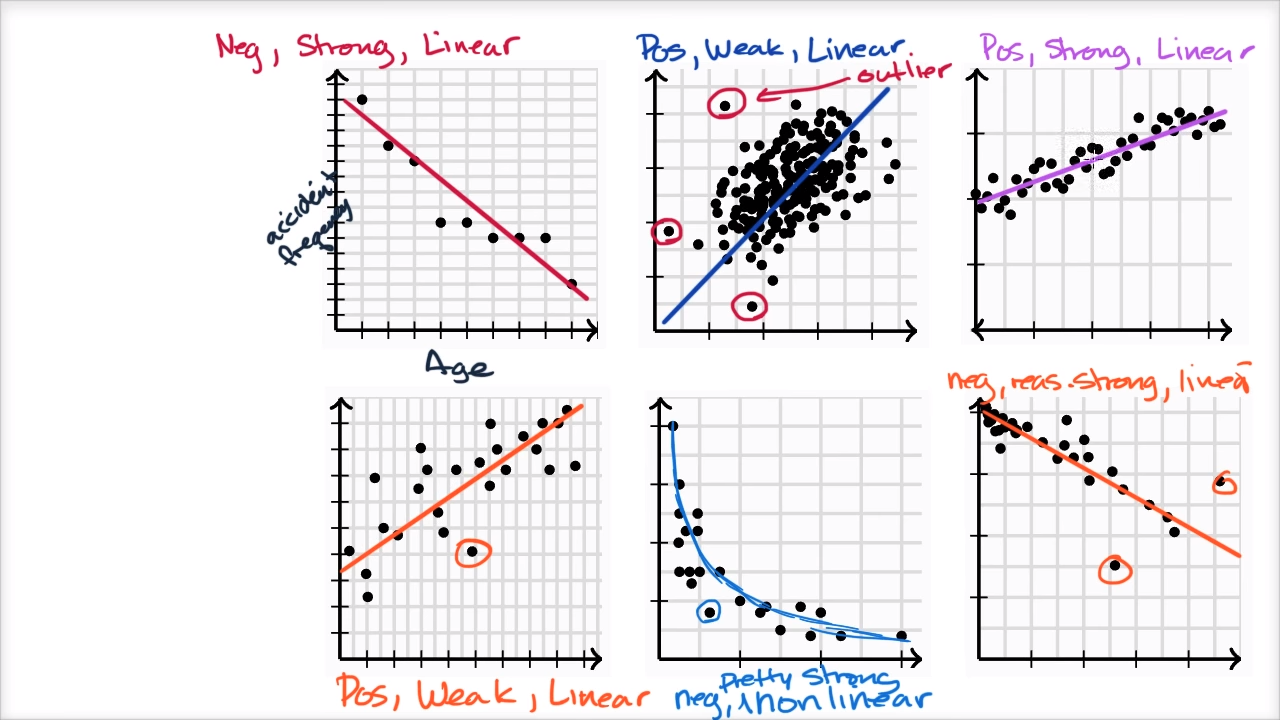 Neg, Strong, Linear
Pos, Weak, Linear.
Pos, Strong, Linear
outlier
accident
freqency
Age
neg, reas. strong, linear
Pos, Weak, Linear
Pretty Strong
neg, nonlinear